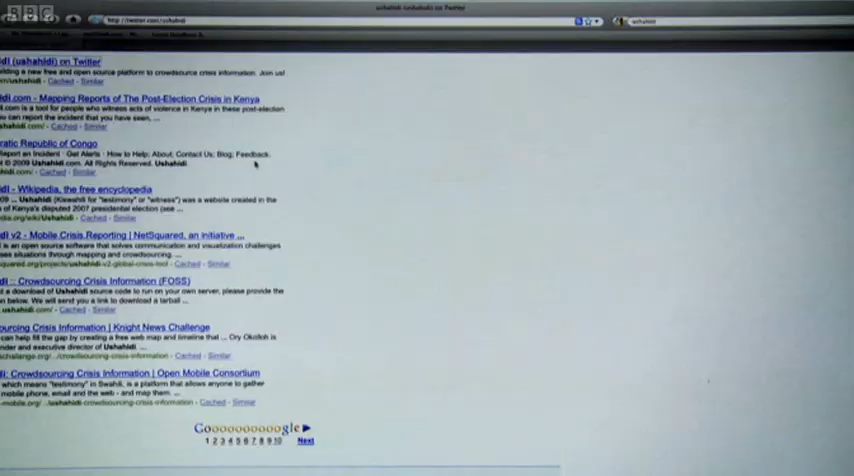 BBC
ushahidi (ushahidi) on Twitter
http://twitter.com/ushahidi
ushahidi
di (ushahidi) on Twitter
ilding a new free and open source platform to crowdsource crisis information. Join us!
m/ushahidi - Cached - Similar
di.com - Mapping Reports of The Post-Election Crisis in Kenya
i.com is a tool for people who witness acts of violence in Kenya in these post-election
ou can report the incident that you have seen, ...
shahidi.com/ - Cached - Similar
ratic Republic of Congo
Report an Incident · Get Alerts · How to Help; About; Contact Us; Blog; Feedback.
t © 2009 Ushahidi.com. All Rights Reserved. Ushahidi
hidi.com/ - Cached - Similar
di - Wikipedia, the free encyclopedia
09 ... Ushahidi (Kiswahili for "testimony" or "witness") was a website created in the
of Kenya's disputed 2007 presidential election (see ...
dia.org/wiki/Ushahidi - Cached - Similar
di v2 - Mobile.Crisis.Reporting | NetSquared, an initiative ...
i is an open source software that solves communication and visualization challenges
ises situations through mapping and crowdsourcing. ...
squared.org/projects/ushahidi-v2-global-crisis-tool - Cached - Similar
di :: Crowdsourcing Crisis Information (FOSS)
t a download of Ushahidi source code to run on your own server, please provide the
n below. We will send you a link to download a tarball ...
ushahidi.com/ - Cached - Similar
ourcing Crisis Information | Knight News Challenge
can help fill the gap by creating a free web map and timeline that ... Ory Okolloh is
nder and executive director of Ushahidi. ...
schallenge.org/.../crowdsourcing-crisis-information - Cached - Similar
di: Crowdsourcing Crisis Information | Open Mobile Consortium
which means "testimony" in Swahili, is a platform that allows anyone to gather
mobile phone, email and the web - and map them. ...
-mobile.org/.../ushahidi-crowdsourcing-crisis-information - Cached - Similar
Goooooooooogle
1 2 3 4 5 6 7 8 9 10 Next